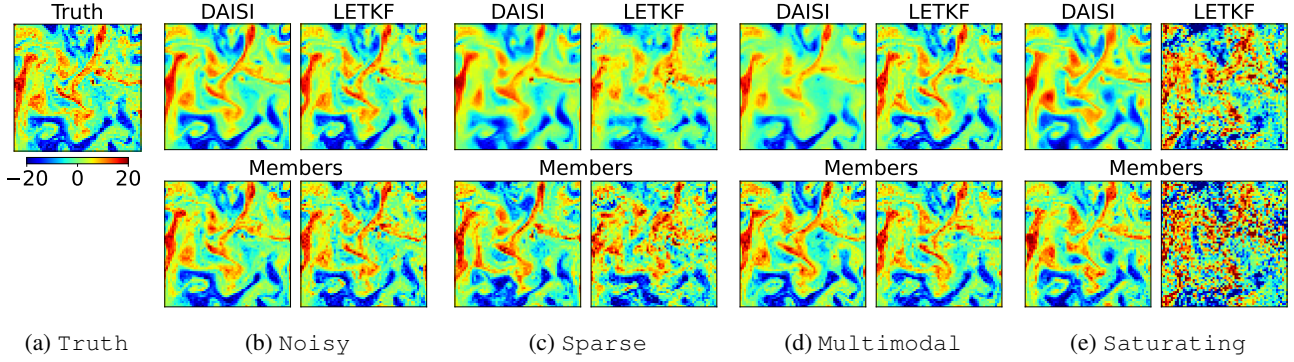 Truth
DAISI LETKF DAISI LETKF DAISI LETKF DAISI LETKF
−20 0 20
Members Members Members Members
(a) Truth (b) Noisy (c) Sparse (d) Multimodal (e) Saturating